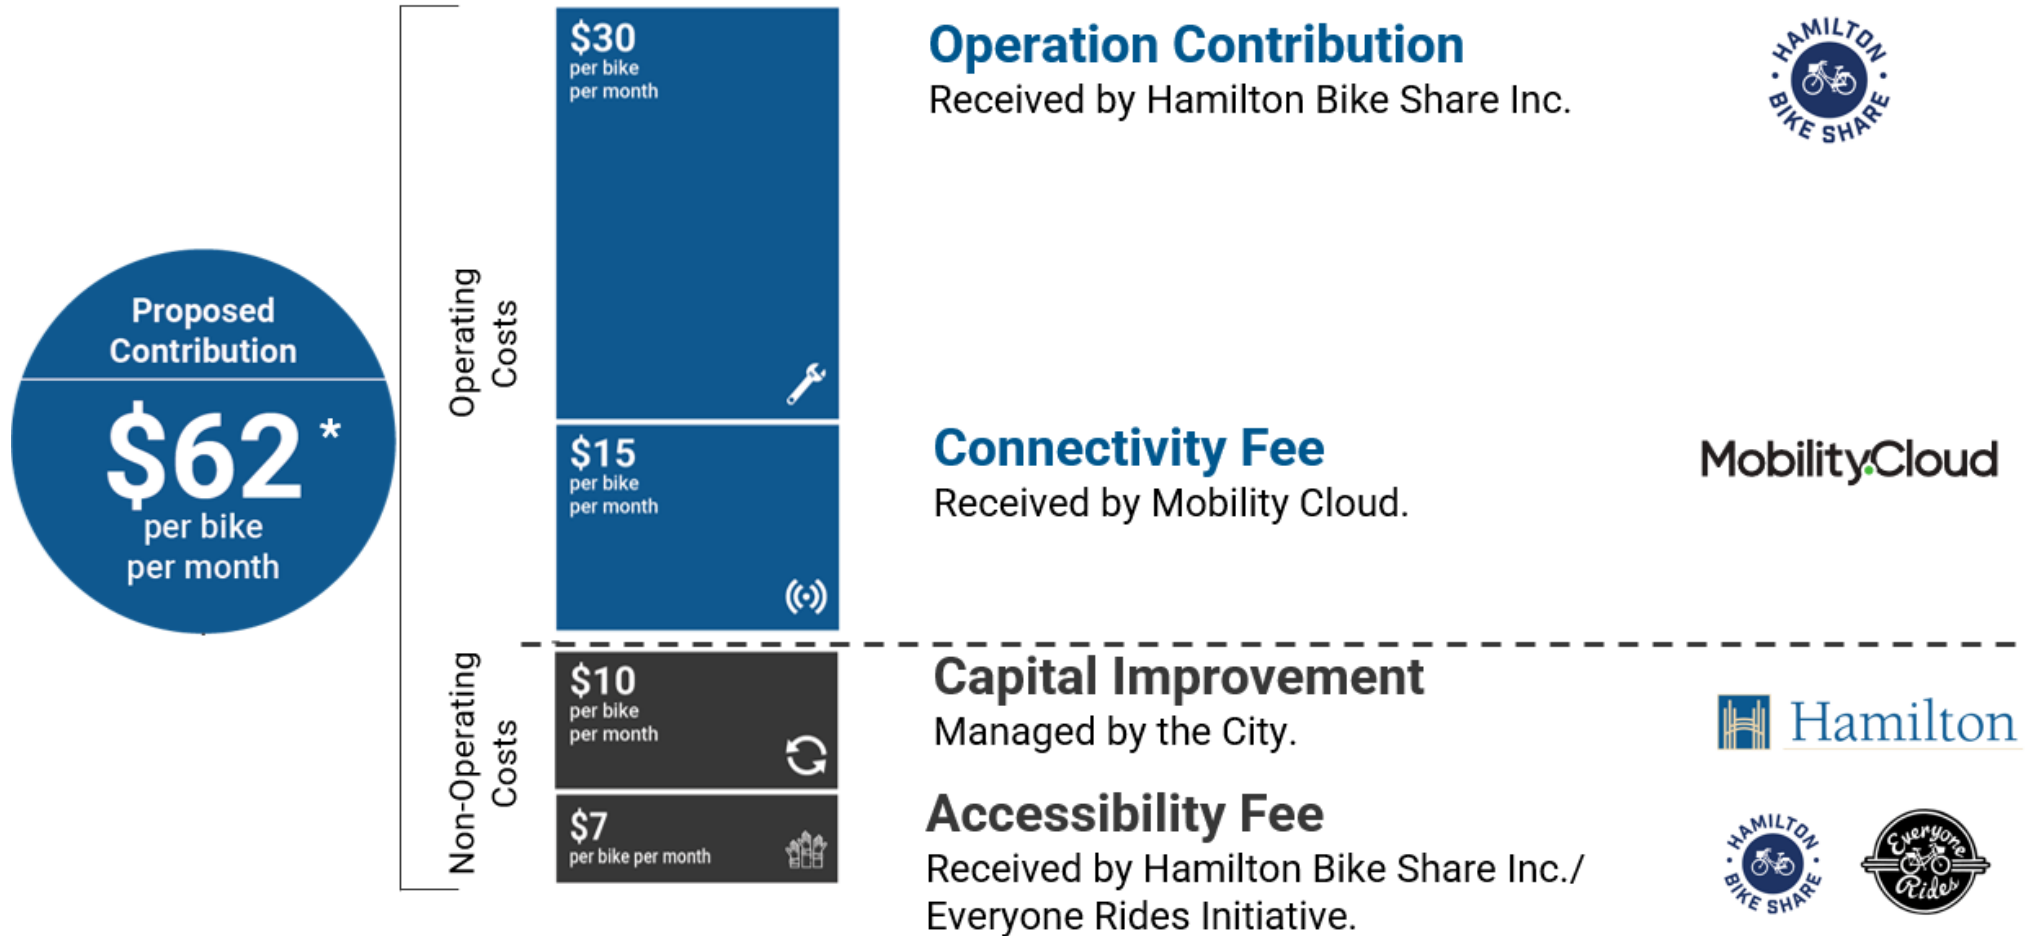 Proposed
Contribution
$62 *
per bike
per month
Operating
Costs
$30
per bike
per month
Operation Contribution
Received by Hamilton Bike Share Inc.
HAMILTON
BIKE SHARE
$15
per bike
per month
Connectivity Fee
Received by Mobility Cloud.
Mobility.Cloud
Non-Operating
Costs
$10
per bike
per month
Capital Improvement
Managed by the City.
Hamilton
$7
per bike per month
Accessibility Fee
Received by Hamilton Bike Share Inc./
Everyone Rides Initiative.
HAMILTON
BIKE SHARE
Everyone
Rides